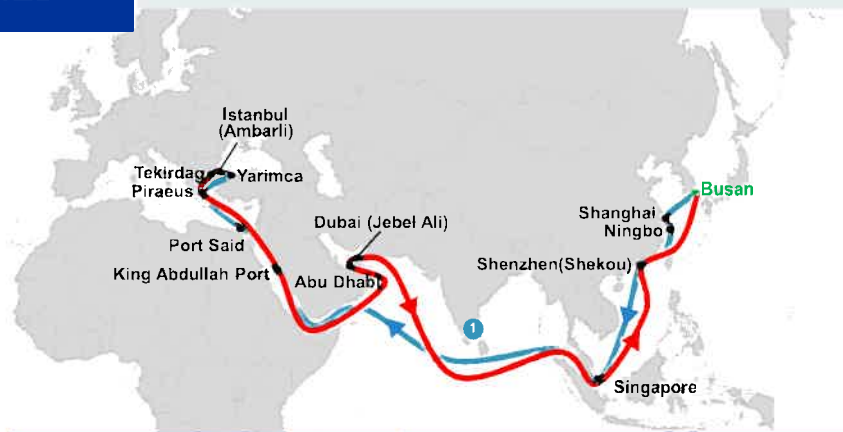 Istanbul
(Ambarli)
Tekirdag
Yarimca
Piraeus
Busan
Shanghai
Ningbo
Dubai (Jebel Ali)
Port Said
Shenzhen(Shekou)
King Abdullah Port
Abu Dhabi
1
Singapore